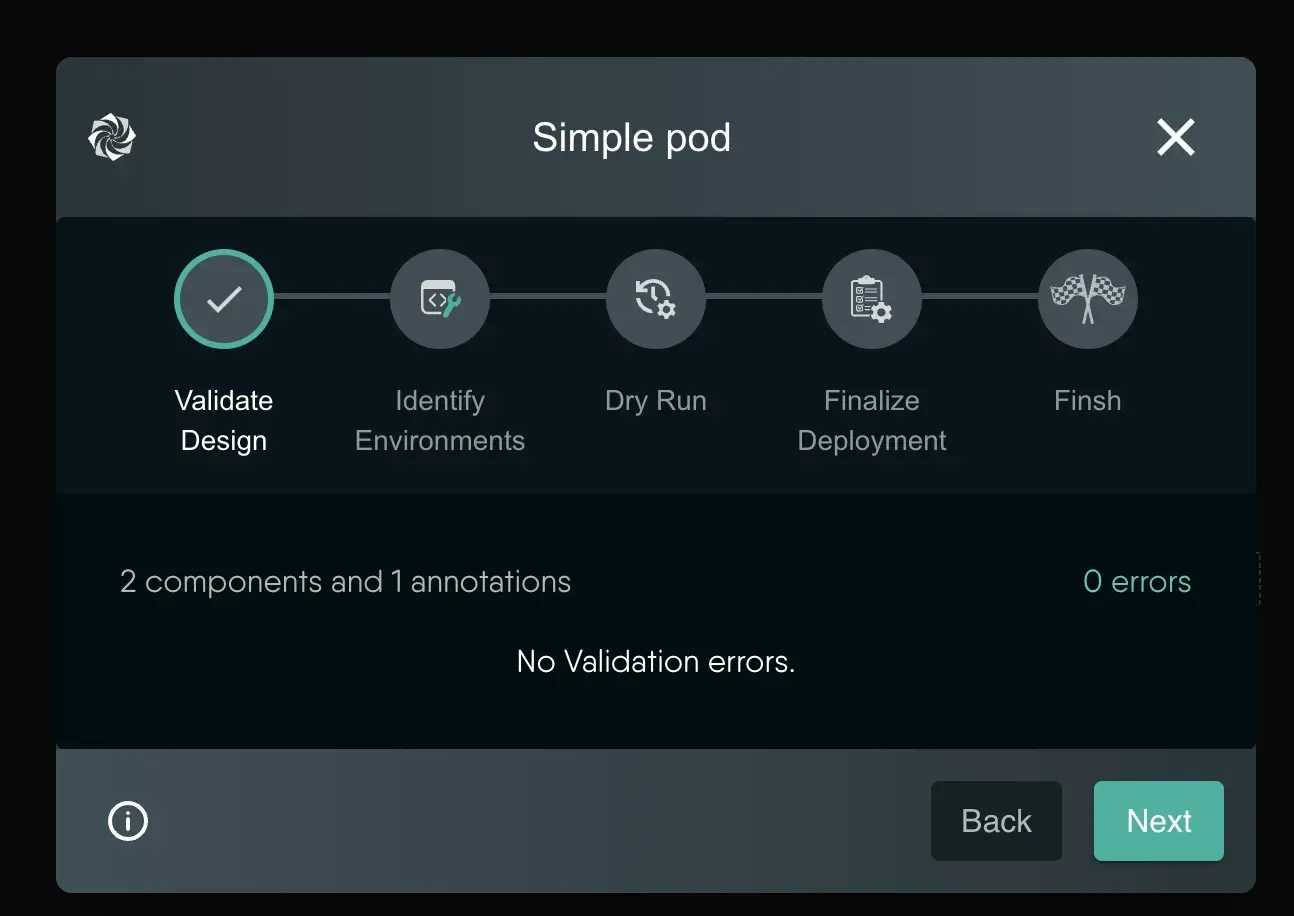 Simple pod
Validate
Design
Identify
Environments
Dry Run
Finalize
Deployment
Finsh
2 components and 1 annotations
0 errors
No Validation errors.
Back
Next